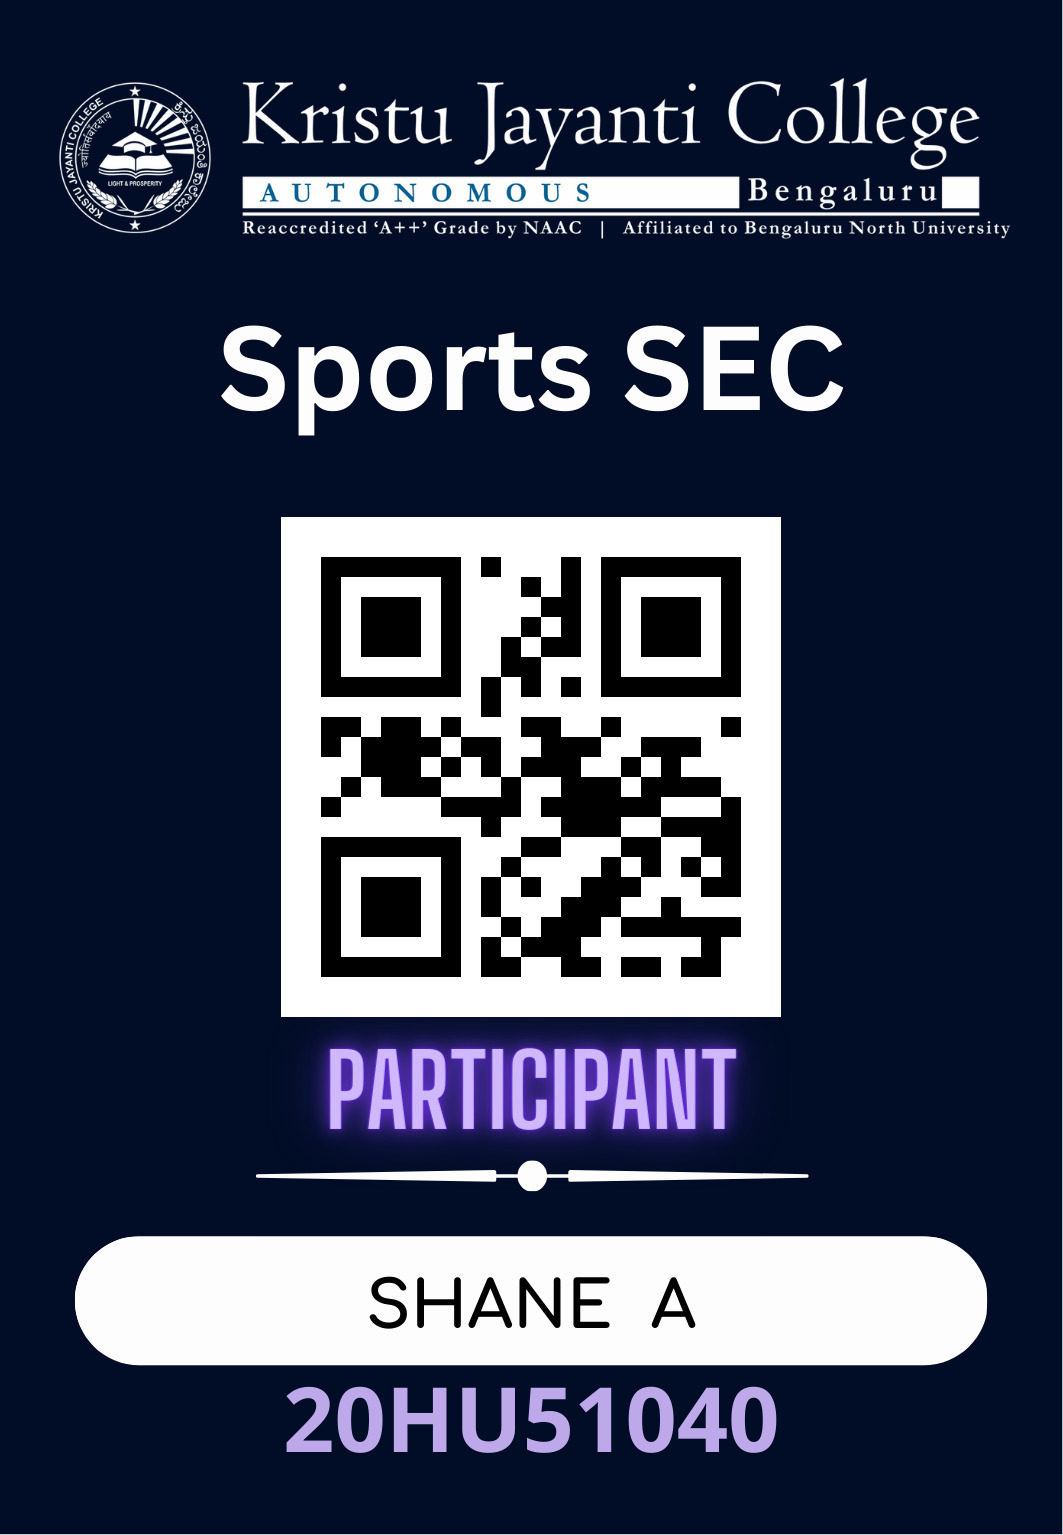 KRISTU JAYANTI COLLEGE
ज्योतिसंवादयाय
LIGHT & PROSPERITY
Kristu Jayanti College
AUTONOMOUS Bengaluru
Reaccredited ‘A++’ Grade by NAAC | Affiliated to Bengaluru North University
Sports SEC
PARTICIPANT
SHANE A
20HU51040